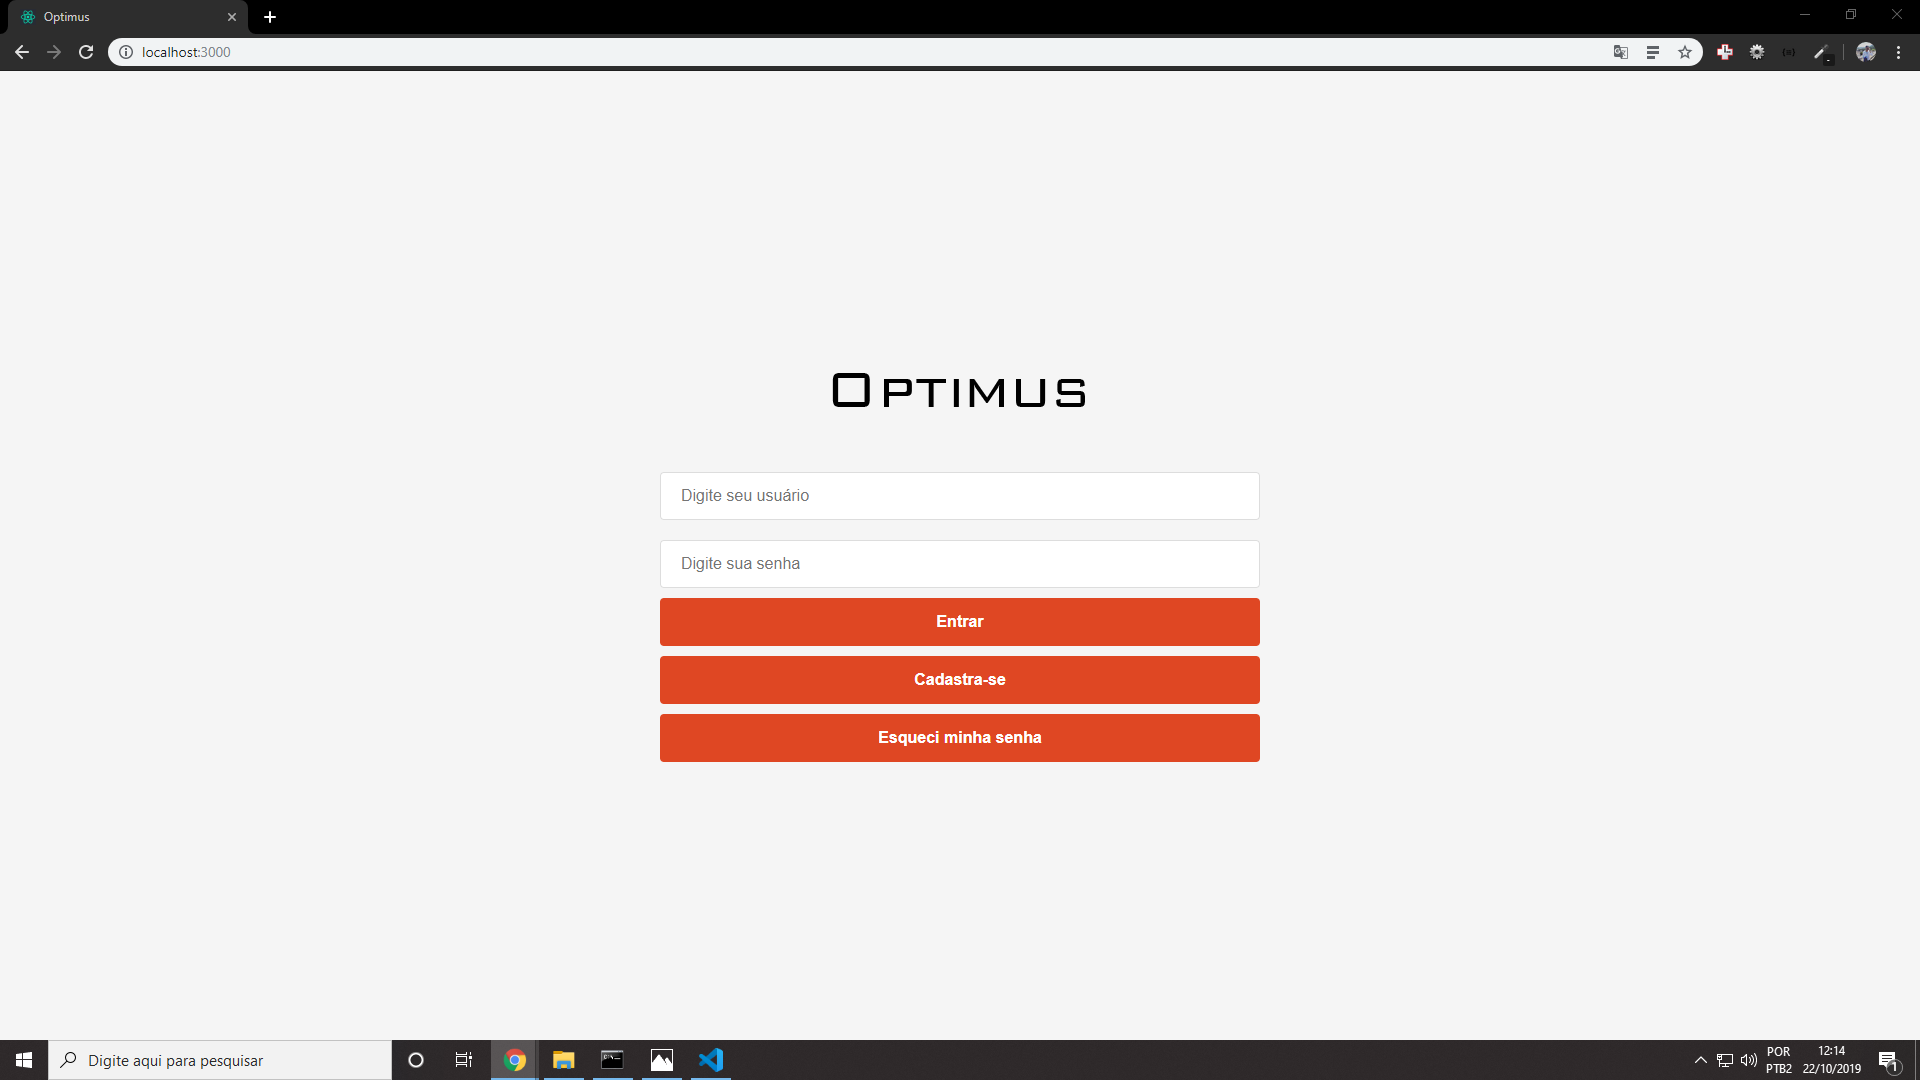 Optimus
localhost:3000
Optimus
Digite seu usuário
Digite sua senha
Entrar
Cadastra-se
Esqueci minha senha
Digite aqui para pesquisar
POR
PTB2
12:14
22/10/2019
1